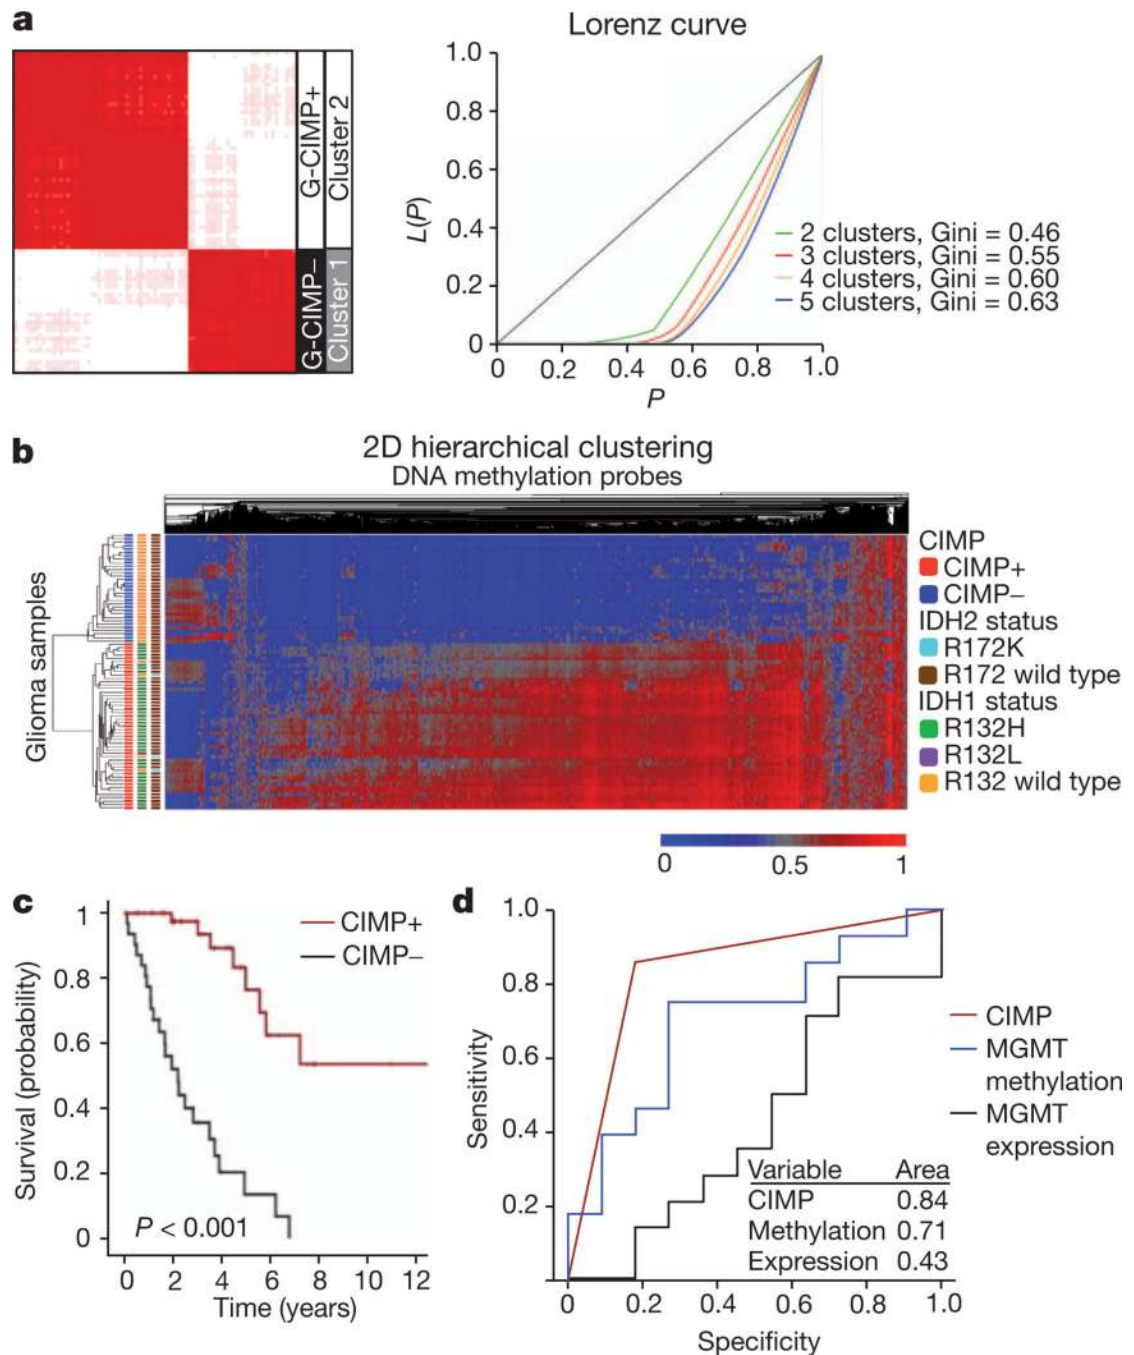 a
G-CIMP+
Cluster 2
G-CIMP–
Cluster 1
Lorenz curve
1.0
0.8
0.6
0.4
0.2
0
L(P)
0 0.2 0.4 0.6 0.8 1.0
P
2 clusters, Gini = 0.46
3 clusters, Gini = 0.55
4 clusters, Gini = 0.60
5 clusters, Gini = 0.63
b
2D hierarchical clustering
DNA methylation probes
Glioma samples
CIMP
CIMP+
CIMP–
IDH2 status
R172K
R172 wild type
IDH1 status
R132H
R132L
R132 wild type
0 0.5 1
c
1
0.8
0.6
0.4
0.2
0
Survival (probability)
CIMP+
CIMP–
P < 0.001
0 2 4 6 8 10 12
Time (years)
d
1.0
0.8
0.6
0.4
0.2
Sensitivity
CIMP
MGMT
methylation
MGMT
expression
Variable Area
CIMP 0.84
Methylation 0.71
Expression 0.43
0 0.2 0.4 0.6 0.8 1.0
Specificity